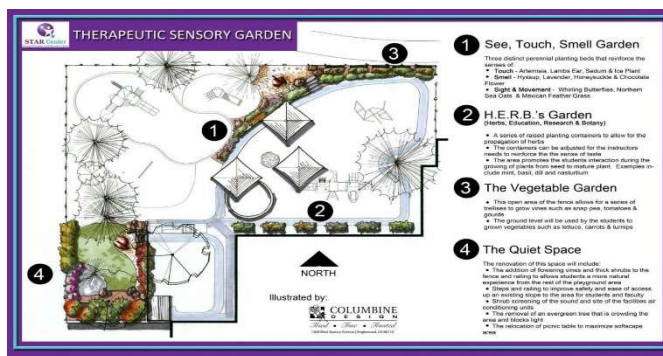 STAR Center
THERAPEUTIC SENSORY GARDEN
1 See, Touch, Smell Garden
Three distinct perennial planting beds that reinforce the
senses of:
• Touch - Artemisia, Lambs Ear, Sedum & Ice Plant
• Smell - Hyssup, Lavender, Honeysuckle & Chocolate
Flower
• Sight & Movement - Whirling Butterflies, Northern
Sea Oats & Mexican Feather Grass
2 H.E.R.B.'s Garden
(Herbs, Education, Research & Botany)
• A series of raised planting containers to allow for the
propagation of herbs
• The containers can be adjusted for the instructors
needs to reinforce the the sense of taste
• The area promotes the students interaction during the
growing of plants from seed to mature plant. Examples in-
clude mint, basil, dill and nasturtium
3 The Vegetable Garden
• This open area of the fence allows for a series of
trellises to grow vines such as snap pea, tomatoes &
gourds
• The ground level will be used by the students to
grown vegetables such as lettuce, carrots & turnips
4 The Quiet Space
The renovation of this space will include:
• The addition of flowering vines and thick shrubs to the
fence and railing to allows students a more natural
experience from the rest of the playground area
• Steps and railing to improve safety and ease of access
up an existing slope to the area for students and faculty
• Shrub screening of the sound and site of the facilities air
conditioning units
• The removal of an evergreen tree that is crowding the
area and blocks light
• The relocation of picnic table to maximize softscape
area
3
1
2
4
NORTH
Illustrated by:
COLUMBINE
DESIGN
Tried • True • Trusted